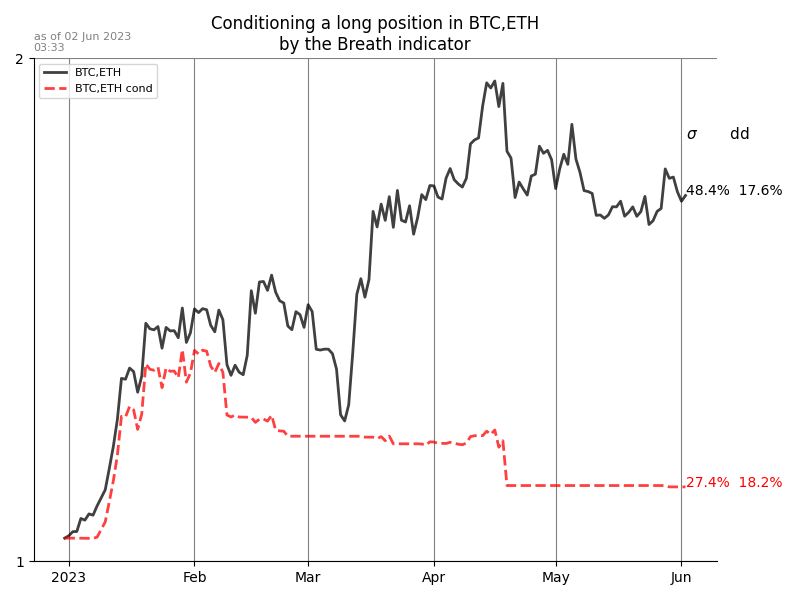 Conditioning a long position in BTC,ETH
by the Breath indicator
as of 02 Jun 2023
03:33
2
BTC,ETH
BTC,ETH cond
σ dd
48.4% 17.6%
27.4% 18.2%
1
2023 Feb Mar Apr May Jun